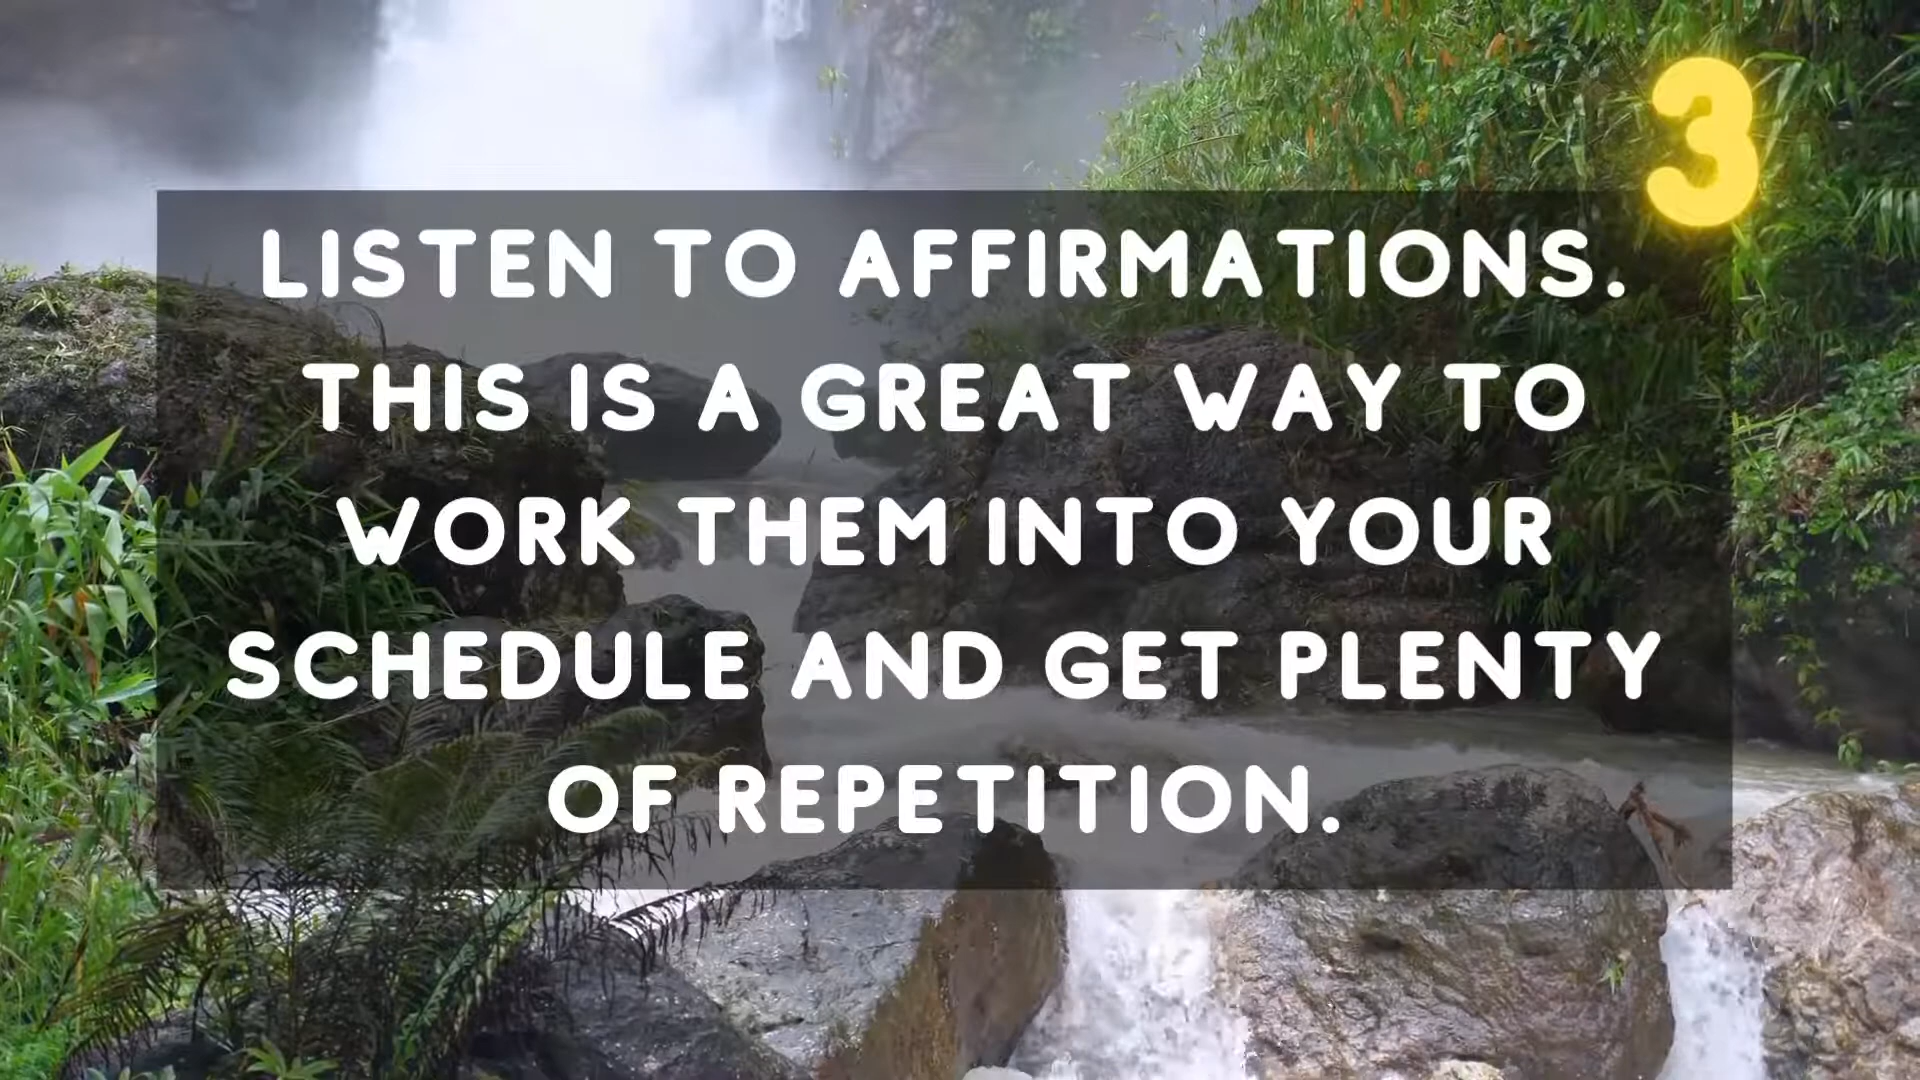 3
LISTEN TO AFFIRMATIONS.
THIS IS A GREAT WAY TO
WORK THEM INTO YOUR
SCHEDULE AND GET PLENTY
OF REPETITION.